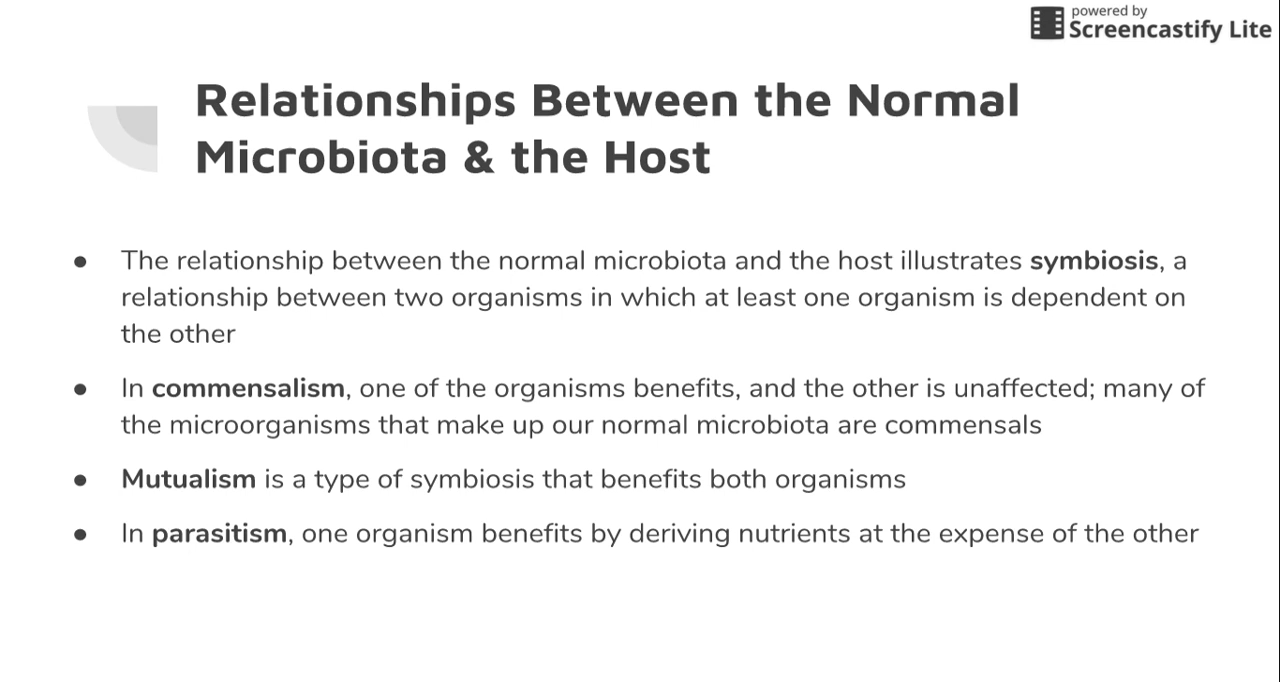 powered by
Screencastify Lite
Relationships Between the Normal
Microbiota & the Host
● The relationship between the normal microbiota and the host illustrates symbiosis, a
relationship between two organisms in which at least one organism is dependent on
the other
● In commensalism, one of the organisms benefits, and the other is unaffected; many of
the microorganisms that make up our normal microbiota are commensals
● Mutualism is a type of symbiosis that benefits both organisms
● In parasitism, one organism benefits by deriving nutrients at the expense of the other